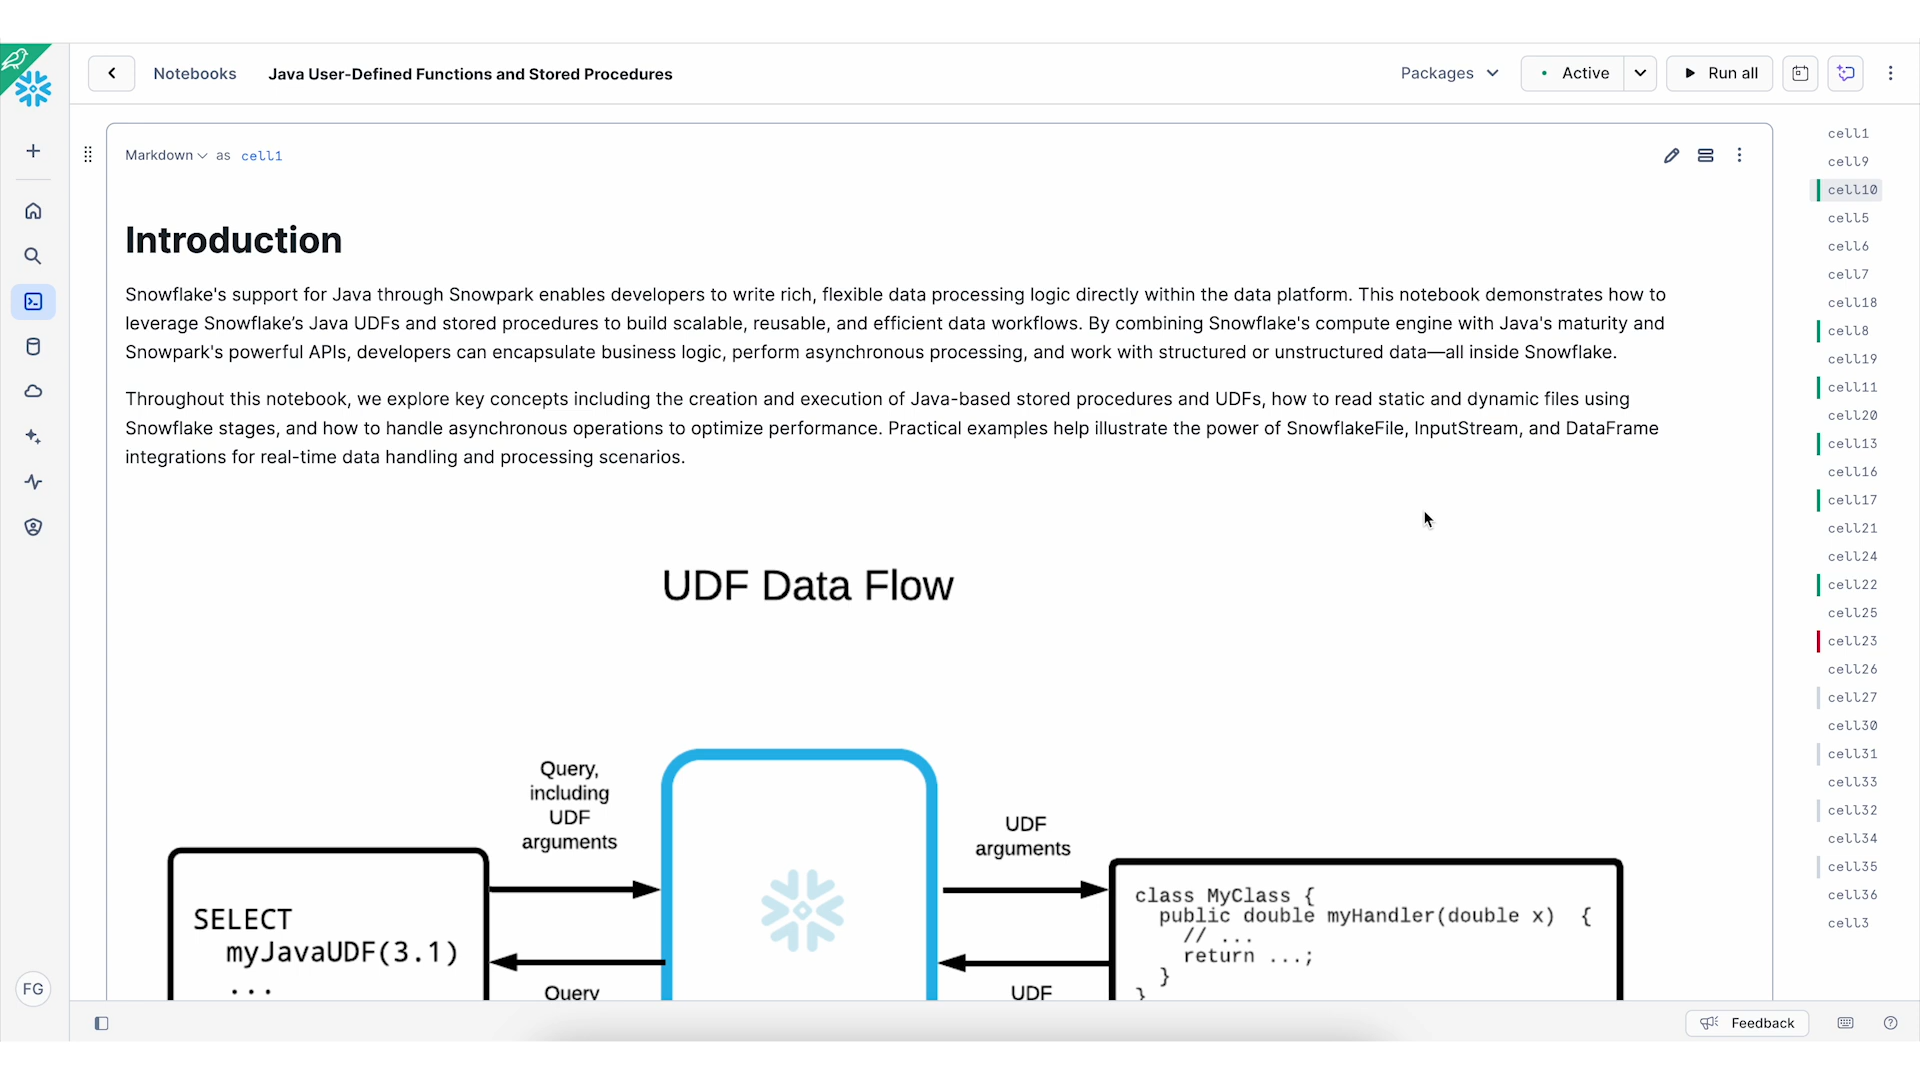 Notebooks
Java User-Defined Functions and Stored Procedures
Packages
Active
Run all
Markdown as cell1
Introduction
Snowflake's support for Java through Snowpark enables developers to write rich, flexible data processing logic directly within the data platform. This notebook demonstrates how to
leverage Snowflake’s Java UDFs and stored procedures to build scalable, reusable, and efficient data workflows. By combining Snowflake's compute engine with Java's maturity and
Snowpark's powerful APIs, developers can encapsulate business logic, perform asynchronous processing, and work with structured or unstructured data—all inside Snowflake.
Throughout this notebook, we explore key concepts including the creation and execution of Java-based stored procedures and UDFs, how to read static and dynamic files using
Snowflake stages, and how to handle asynchronous operations to optimize performance. Practical examples help illustrate the power of SnowflakeFile, InputStream, and DataFrame
integrations for real-time data handling and processing scenarios.
UDF Data Flow
Query,
including
UDF
arguments
UDF
arguments
SELECT
myJavaUDF(3.1)
...
Query
UDF
class MyClass {
public double myHandler(double x) {
// ...
return ...;
}
}
cell1
cell9
cell10
cell5
cell6
cell7
cell18
cell8
cell19
cell11
cell20
cell13
cell16
cell17
cell21
cell24
cell22
cell25
cell23
cell26
cell27
cell30
cell31
cell33
cell32
cell34
cell35
cell36
cell3
FG
Feedback